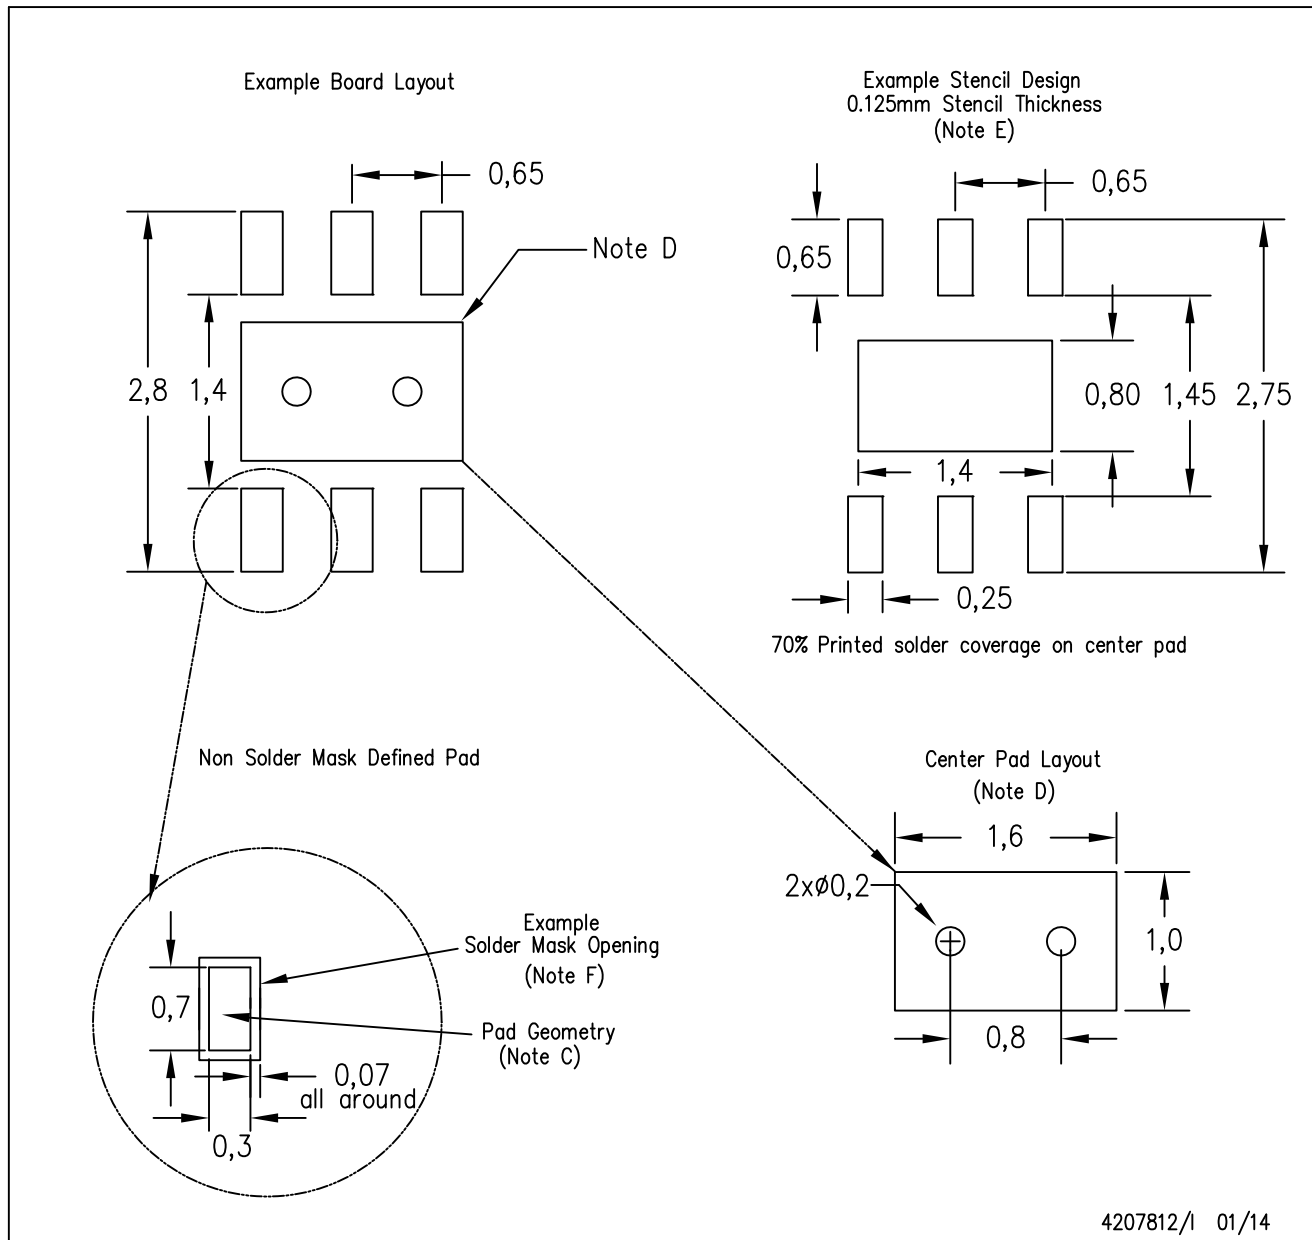 Example Board Layout
0,65
Note D
2,8
1,4
Example Stencil Design
0.125mm Stencil Thickness
(Note E)
0,65
0,65
0,80
1,45
2,75
1,4
0,25
70% Printed solder coverage on center pad
Non Solder Mask Defined Pad
Example
Solder Mask Opening
(Note F)
0,7
Pad Geometry
(Note C)
0,07
all around
0,3
Center Pad Layout
(Note D)
1,6
2xø0,2
1,0
0,8
4207812/I 01/14